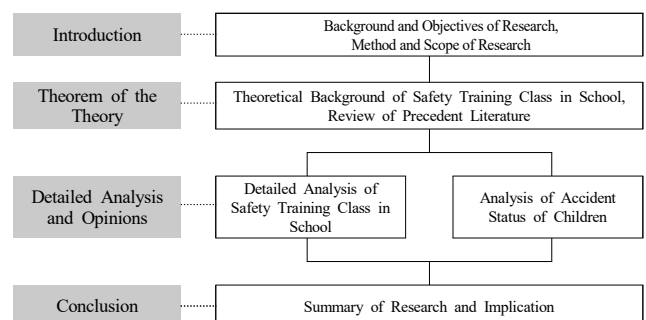 Introduction
Background and Objectives of Research,
Method and Scope of Research
Theorem of the
Theory
Theoretical Background of Safety Training Class in School,
Review of Precedent Literature
Detailed Analysis
and Opinions
Detailed Analysis of
Safety Training Class in
School
Analysis of Accident
Status of Children
Conclusion
Summary of Research and Implication